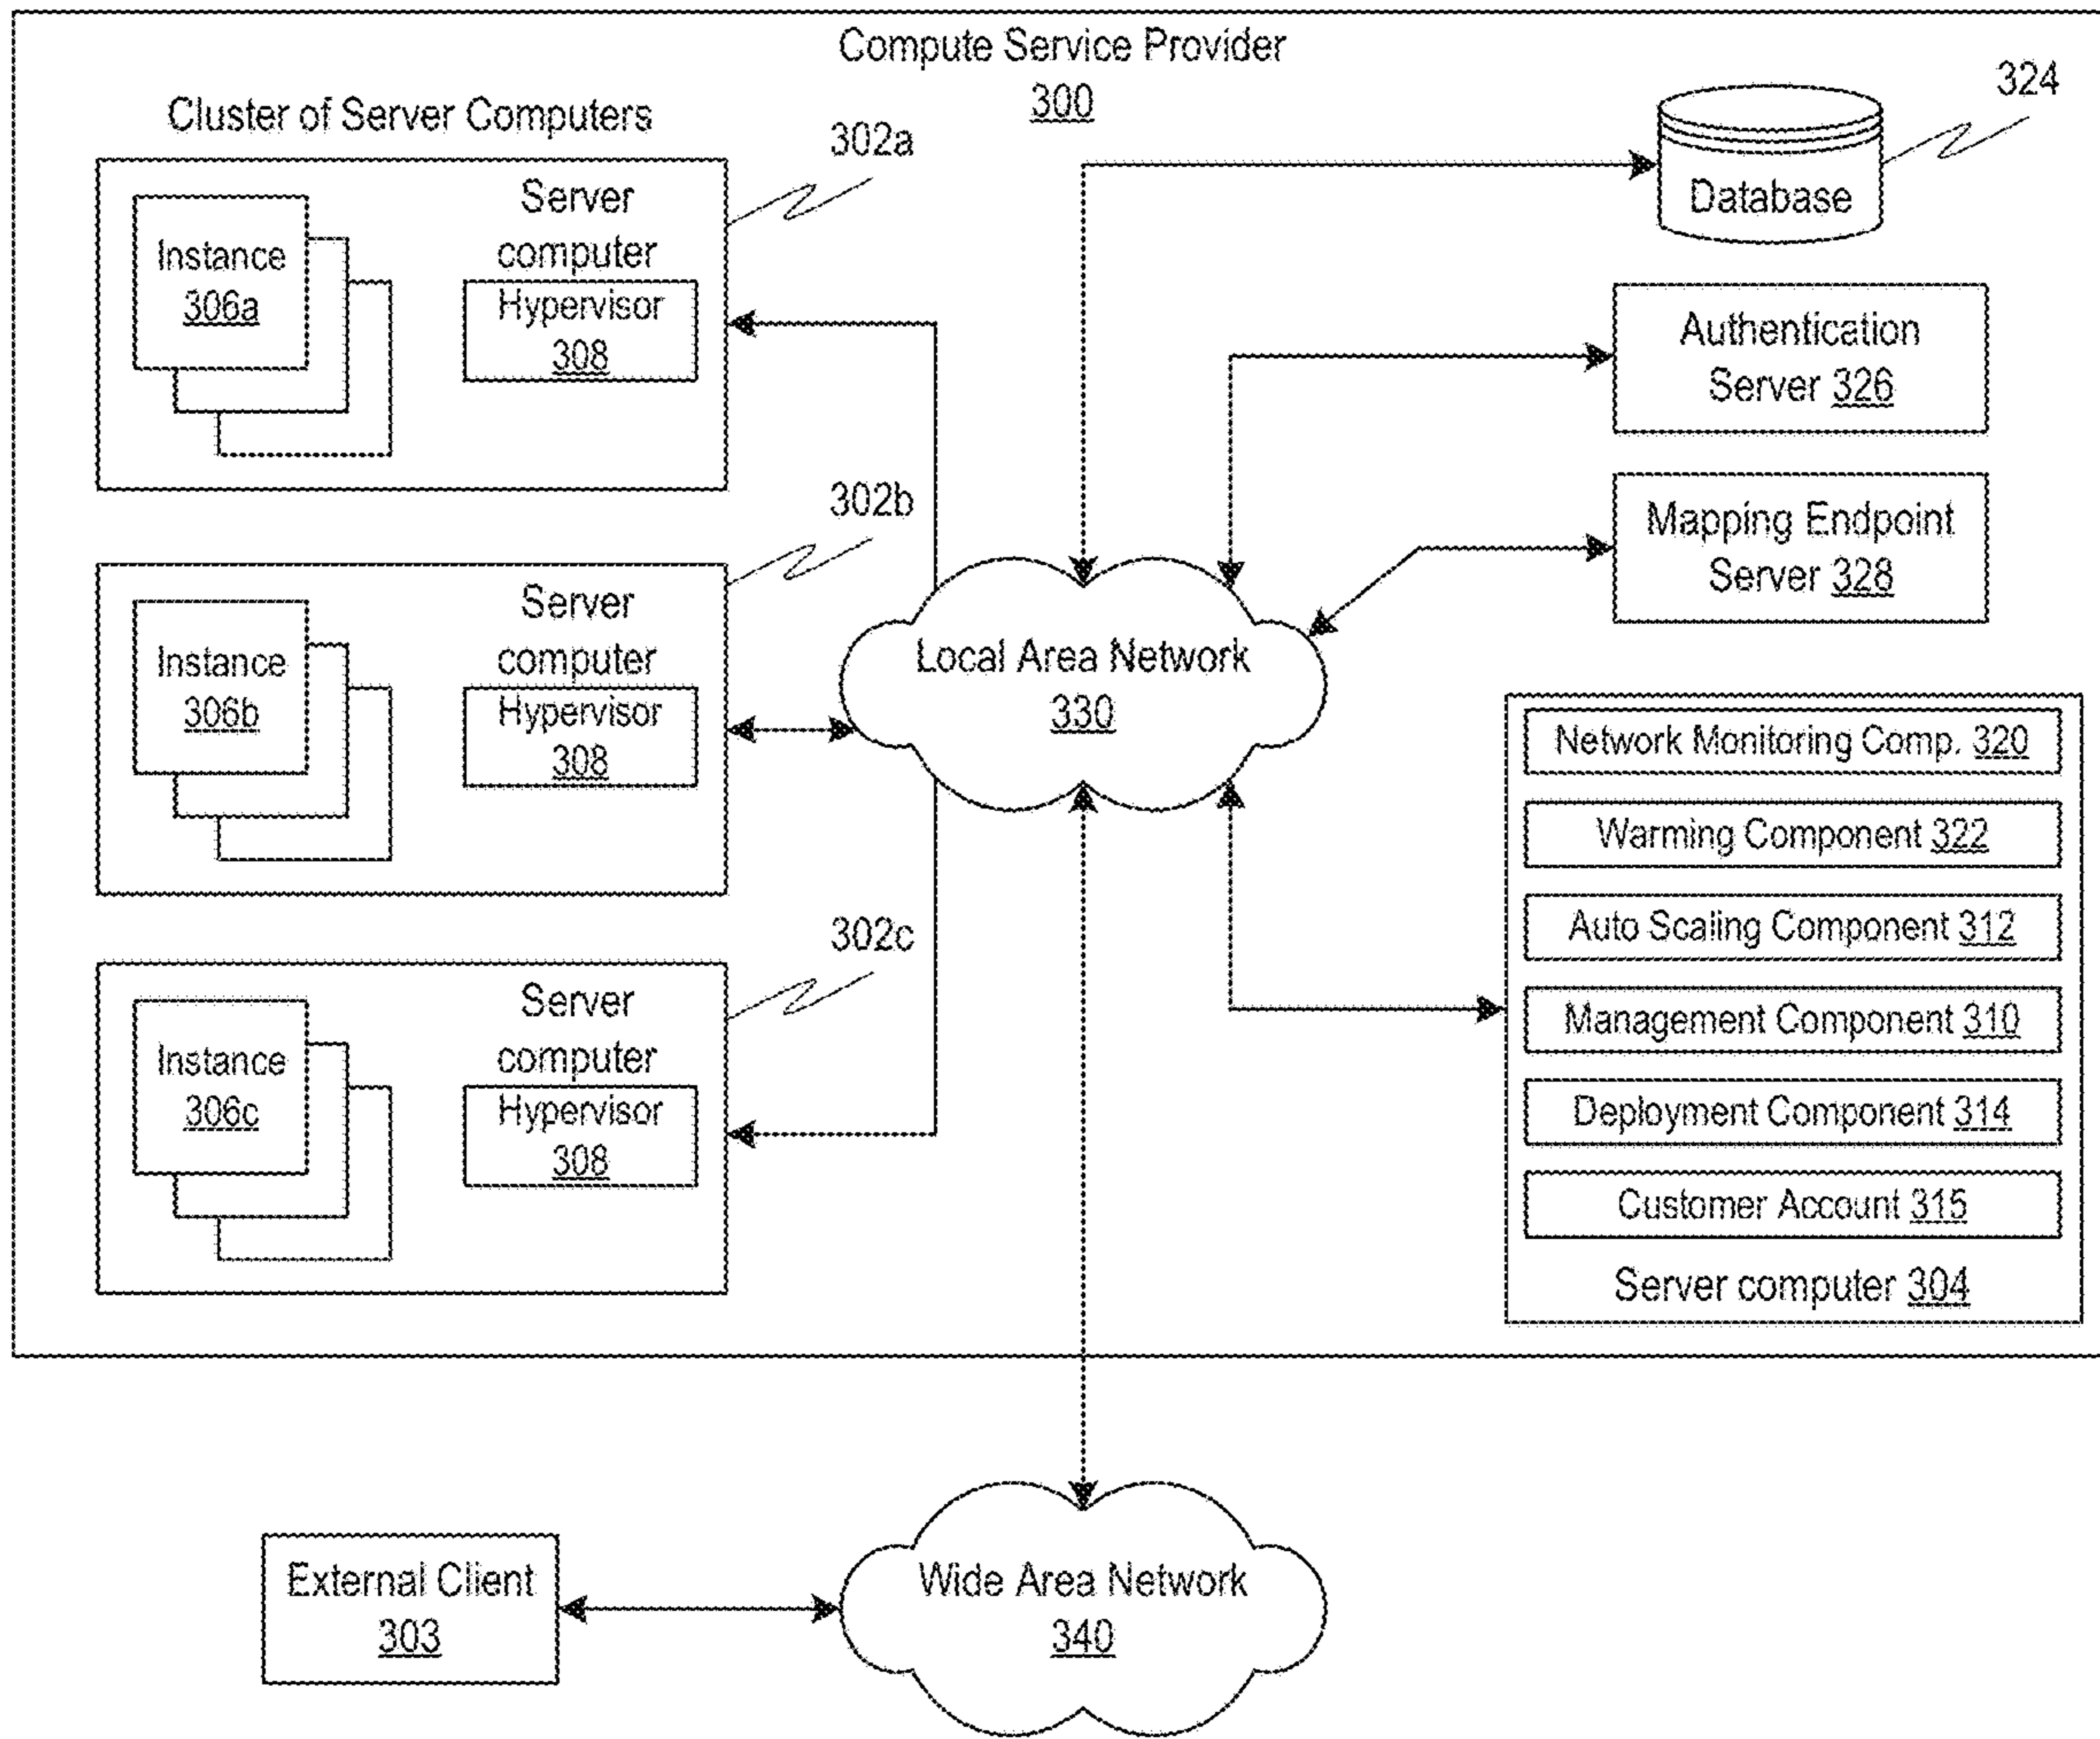 Compute Service Provider
300
Cluster of Server Computers
302a
Server
computer
Instance
306a
Hypervisor
308
302b
Server
computer
Instance
306b
Hypervisor
308
302c
Server
computer
Instance
306c
Hypervisor
308
Local Area Network
330
324
Database
Authentication
Server 326
Mapping Endpoint
Server 328
Network Monitoring Comp. 320
Warming Component 322
Auto Scaling Component 312
Management Component 310
Deployment Component 314
Customer Account 315
Server computer 304
External Client
303
Wide Area Network
340